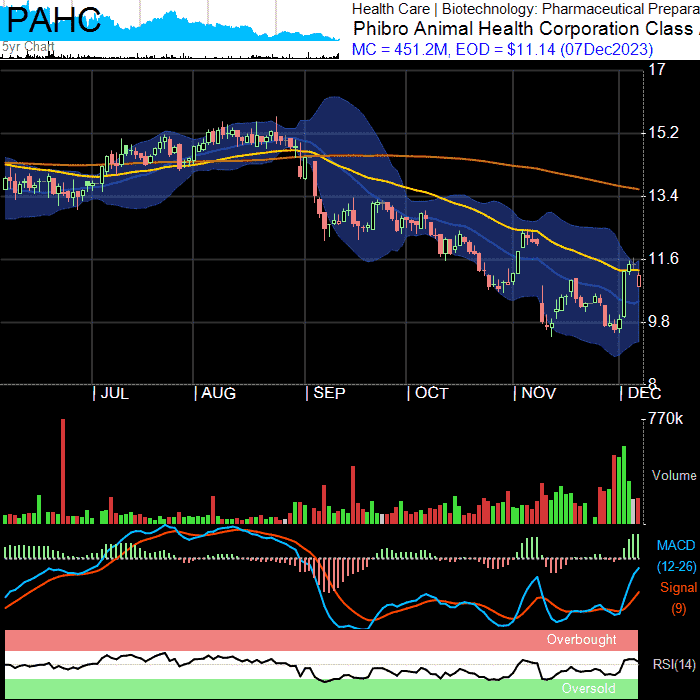 PAHC
5yr Chart
Health Care | Biotechnology: Pharmaceutical Prepara
Phibro Animal Health Corporation Class
MC = 451.2M, EOD = $11.14 (07Dec2023)
17
15.2
13.4
11.6
9.8
8
| JUL | AUG | SEP | OCT | NOV | DEC
770k
Volume
MACD
(12-26)
Signal
(9)
Overbought
RSI(14)
Oversold